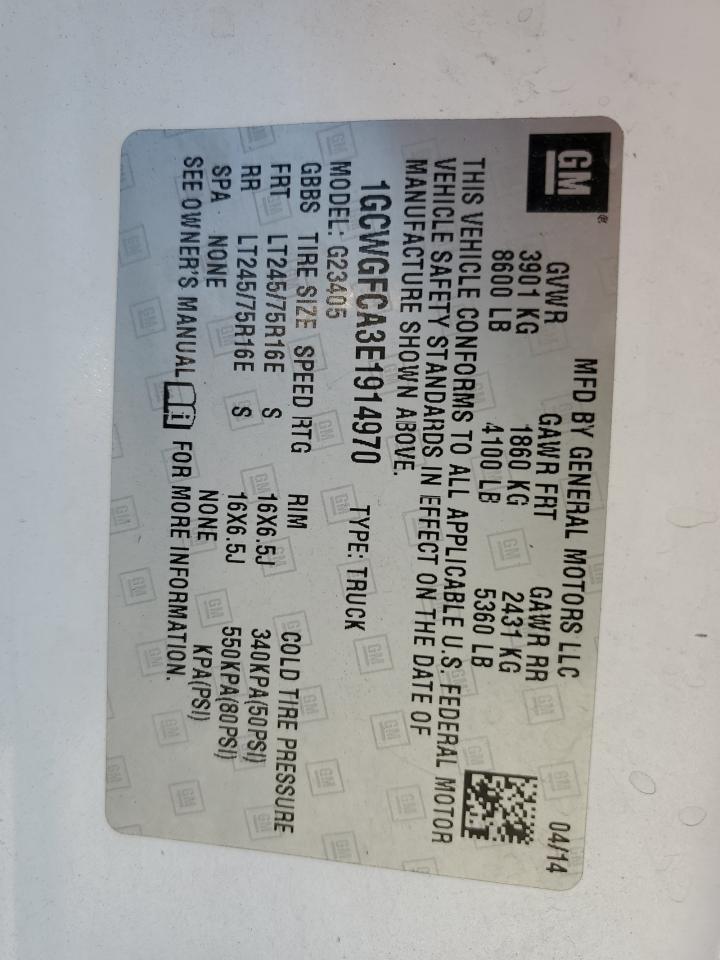 GM®
MFD BY GENERAL MOTORS LLC 04/14
GVWR GAWR FRT GAWR RR
3901 KG 1860 KG 2431 KG
8600 LB 4100 LB 5360 LB
THIS VEHICLE CONFORMS TO ALL APPLICABLE U.S. FEDERAL MOTOR
VEHICLE SAFETY STANDARDS IN EFFECT ON THE DATE OF
MANUFACTURE SHOWN ABOVE.
1GCWGFCA3E1914970 TYPE: TRUCK
MODEL: G23405
GBBS TIRE SIZE SPEED RTG RIM COLD TIRE PRESSURE
FRT LT245/75R16E S 16X6.5J 340KPA(50PSI)
RR LT245/75R16E S 16X6.5J 550KPA(80PSI)
SPA NONE NONE KPA(PSI)
SEE OWNER'S MANUAL i FOR MORE INFORMATION.